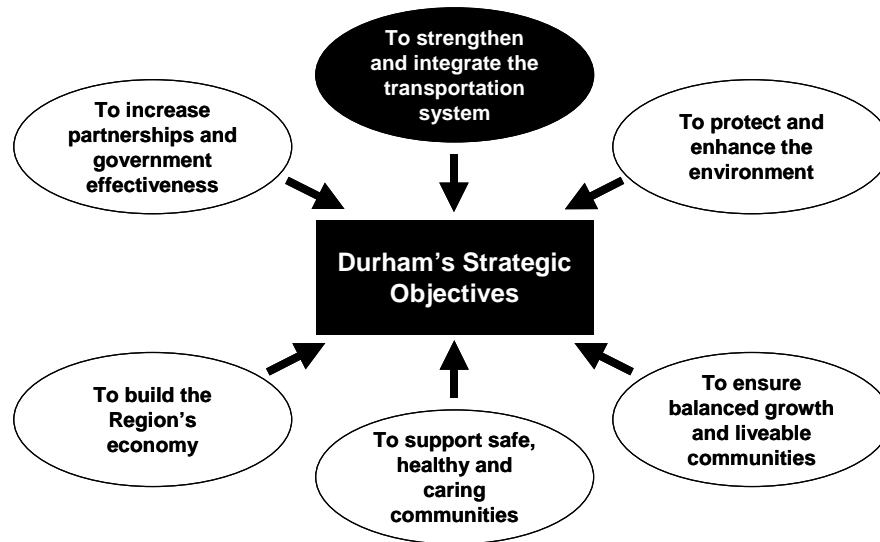 To strengthen
and integrate the
transportation
system
To increase
partnerships and
government
effectiveness
To protect and
enhance the
environment
Durham’s Strategic
Objectives
To build the
Region’s
economy
To support safe,
healthy and
caring
communities
To ensure
balanced growth
and liveable
communities